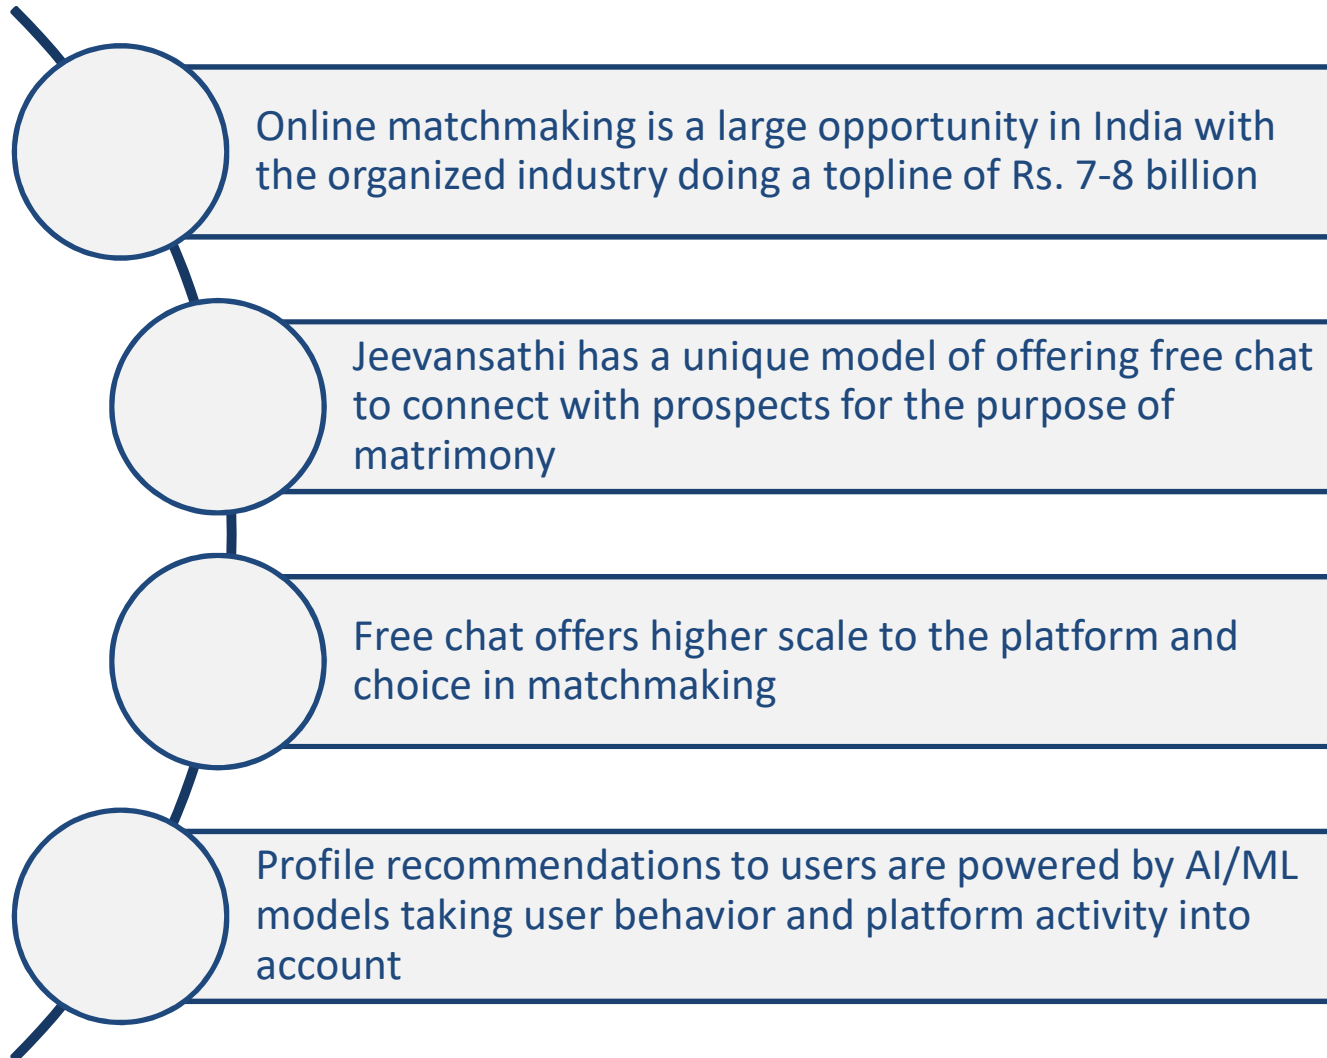 Online matchmaking is a large opportunity in India with
the organized industry doing a topline of Rs. 7-8 billion
Jeevansathi has a unique model of offering free chat
to connect with prospects for the purpose of
matrimony
Free chat offers higher scale to the platform and
choice in matchmaking
Profile recommendations to users are powered by AI/ML
models taking user behavior and platform activity into
account